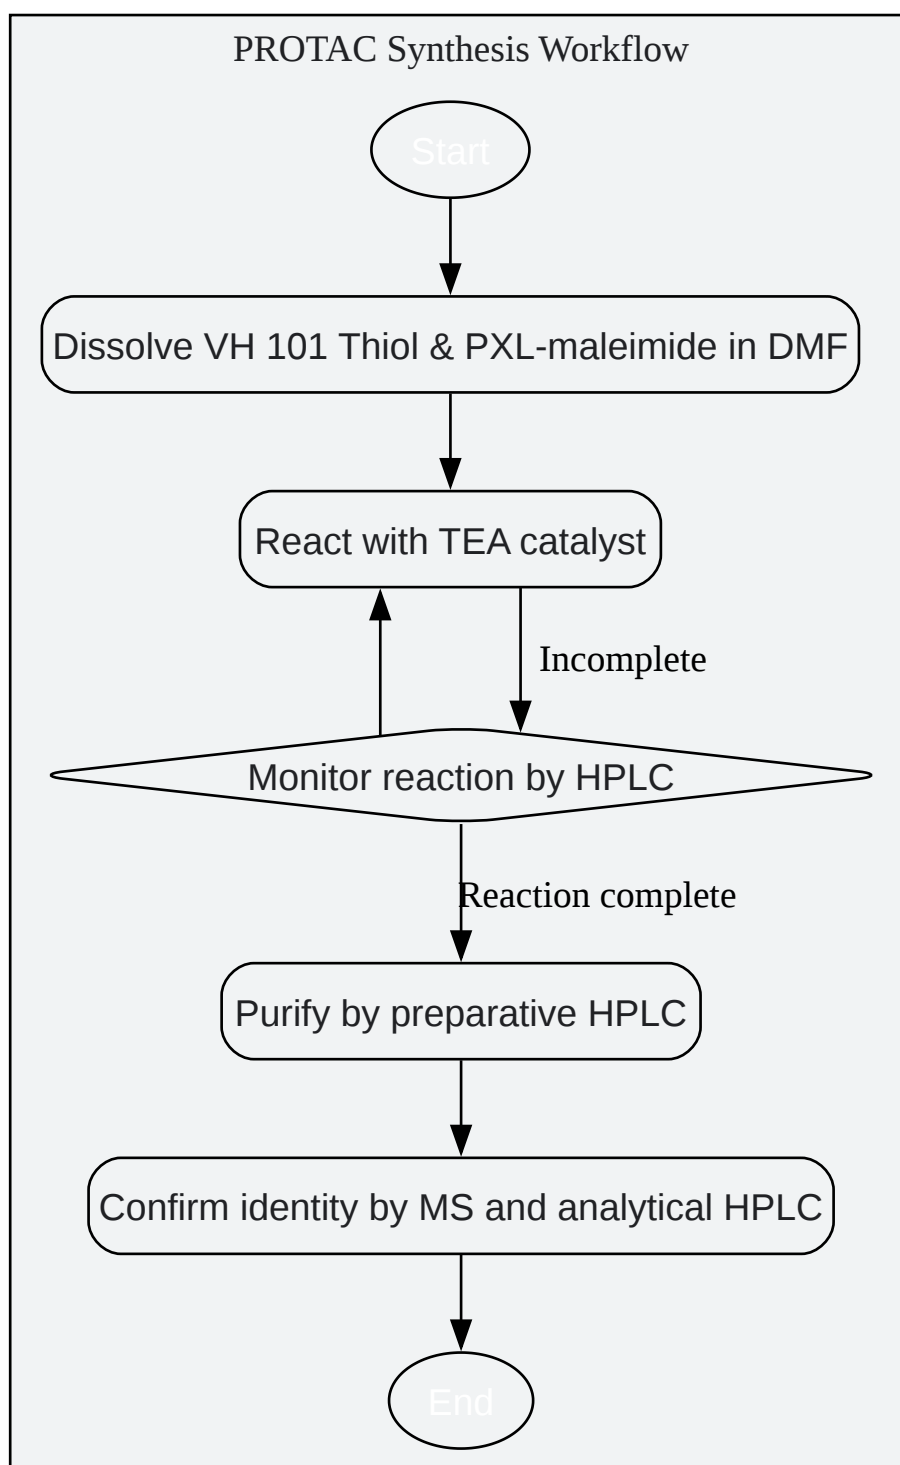 PROTAC Synthesis Workflow
Start
Dissolve VH 101 Thiol & PXL-maleimide in DMF
React with TEA catalyst
Incomplete
Monitor reaction by HPLC
Reaction complete
Purify by preparative HPLC
Confirm identity by MS and analytical HPLC
End